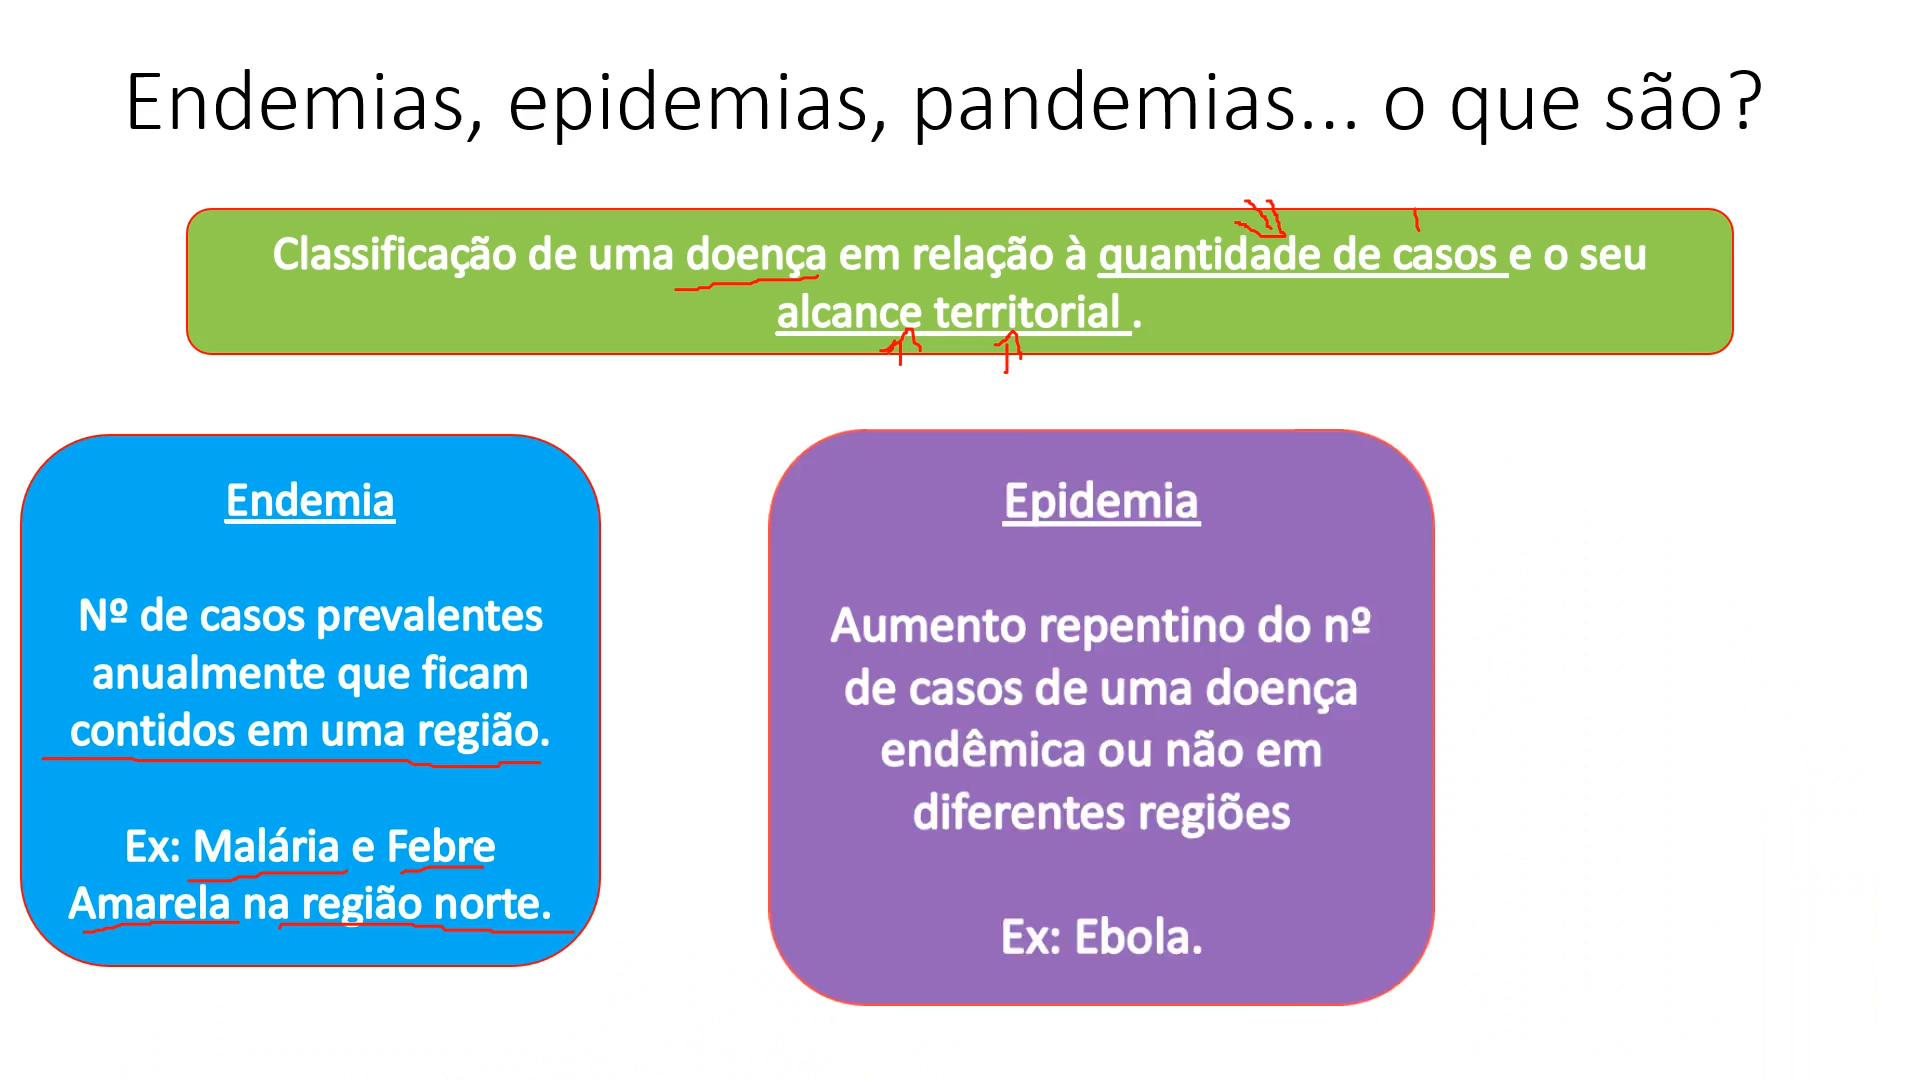 Endemias, epidemias, pandemias... o que são?
Classificação de uma doença em relação à quantidade de casos e o seu
alcance territorial .
Endemia
Nº de casos prevalentes
anualmente que ficam
contidos em uma região.
Ex: Malária e Febre
Amarela na região norte.
Epidemia
Aumento repentino do nº
de casos de uma doença
endêmica ou não em
diferentes regiões
Ex: Ebola.